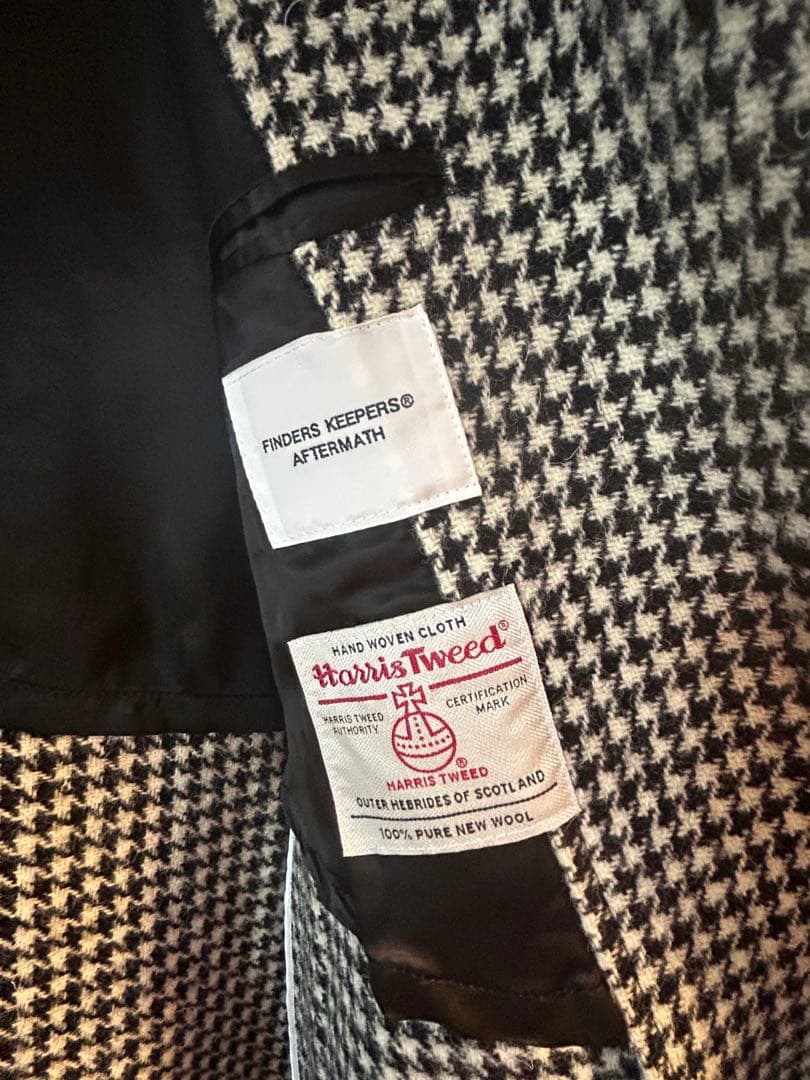 FINDERS KEEPERS®
AFTERMATH
HAND WOVEN CLOTH
Harris Tweed®
HARRIS TWEED
AUTHORITY
CERTIFICATION
MARK
®
HARRIS TWEED
OUTER HEBRIDES OF SCOTLAND
100% PURE NEW WOOL